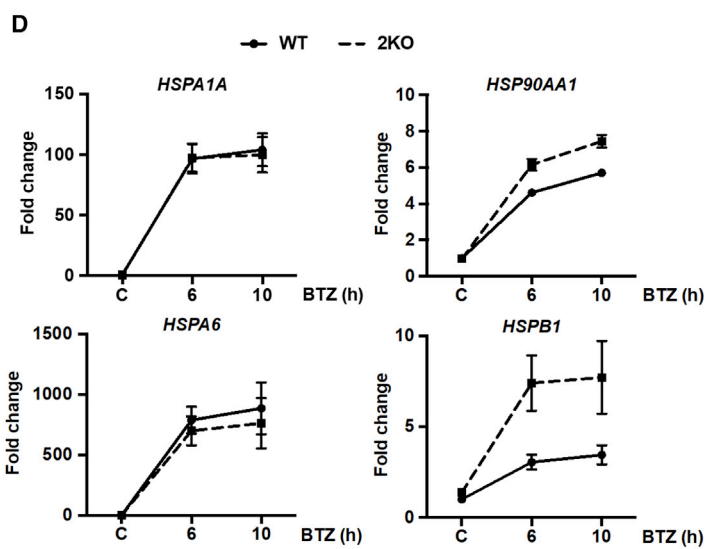 D
WT 2KO
HSPA1A
Fold change
150
100
50
0
C 6 10 BTZ (h)
HSP90AA1
Fold change
10
8
6
4
2
0
C 6 10 BTZ (h)
HSPA6
Fold change
1500
1000
500
0
C 6 10 BTZ (h)
HSPB1
Fold change
10
5
0
C 6 10 BTZ (h)